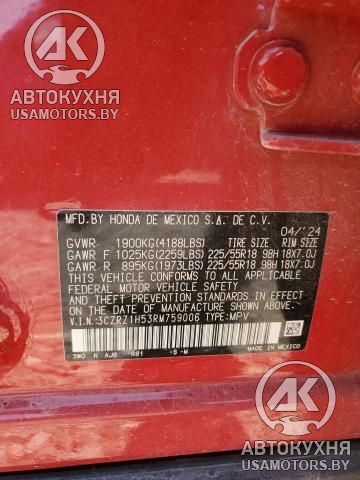 АК
АВТОКУХНЯ
USAMOTORS.BY
MFD.BY HONDA DE MEXICO S.A. DE C.V.
04/'24
GVWR- 1900KG(4188LBS) TIRE SIZE RIM SIZE
GAWR F 1025KG(2259LBS) 225/55R18 98H 18X7.0J
GAWR R 895KG(1973LBS) 225/55R18 98H 18X7.0J
THIS VEHICLE CONFORMS TO ALL APPLICABLE
FEDERAL MOTOR VEHICLE SAFETY AND THEFT
PREVENTION STANDARDS IN EFFECT ON THE
DATE OF MANUFACTURE SHOWN ABOVE.
V.I.N.:3CZRZ1H53RM759006 TYPE:MPV
3W0 R AJ6 ·R81 ·S -M
АК
АВТОКУХНЯ
USAMOTORS.BY